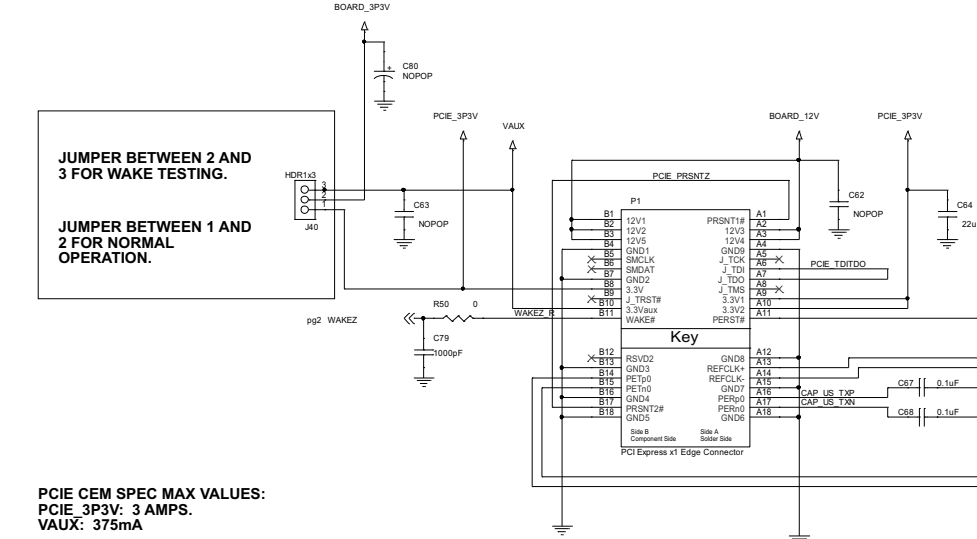 BOARD_3P3V
C80
NOPOP
PCIE_3P3V
VAUX
BOARD_12V
PCIE_3P3V
JUMPER BETWEEN 2 AND
3 FOR WAKE TESTING.
JUMPER BETWEEN 1 AND
2 FOR NORMAL
OPERATION.
HDR1x3
3
2
1
J40
C63
NOPOP
PCIE_PRSNTZ
C62
NOPOP
C64
22u
P1
B1 12V1 PRSNT1# A1
B2 12V2 12V3 A2
B3 12V5 12V4 A3
B4 GND1 GND9 A4
B5 SMCLK J_TCK A5
B6 SMDAT J_TDI A6
B7 GND2 J_TDO A7
B8 3.3V J_TMS A8
B9 J_TRST# 3.3V1 A9
B10 3.3Vaux 3.3V2 A10
B11 WAKE# PERST# A11
PCIE_TDITDO
R50 0
WAKEZ_R
pg2 WAKEZ
C79
1000pF
Key
B12 RSVD2 GND8 A12
B13 GND3 REFCLK+ A13
B14 PETp0 REFCLK- A14
B15 PETn0 GND7 A15
B16 GND4 PERp0 A16
B17 PRSNT2# PERn0 A17
B18 GND5 GND6 A18
CAP_US_TXP
CAP_US_TXN
C67 0.1uF
C68 0.1uF
Side B
Component Side
Side A
Solder Side
PCI Express x1 Edge Connector
PCIE CEM SPEC MAX VALUES:
PCIE_3P3V: 3 AMPS.
VAUX: 375mA